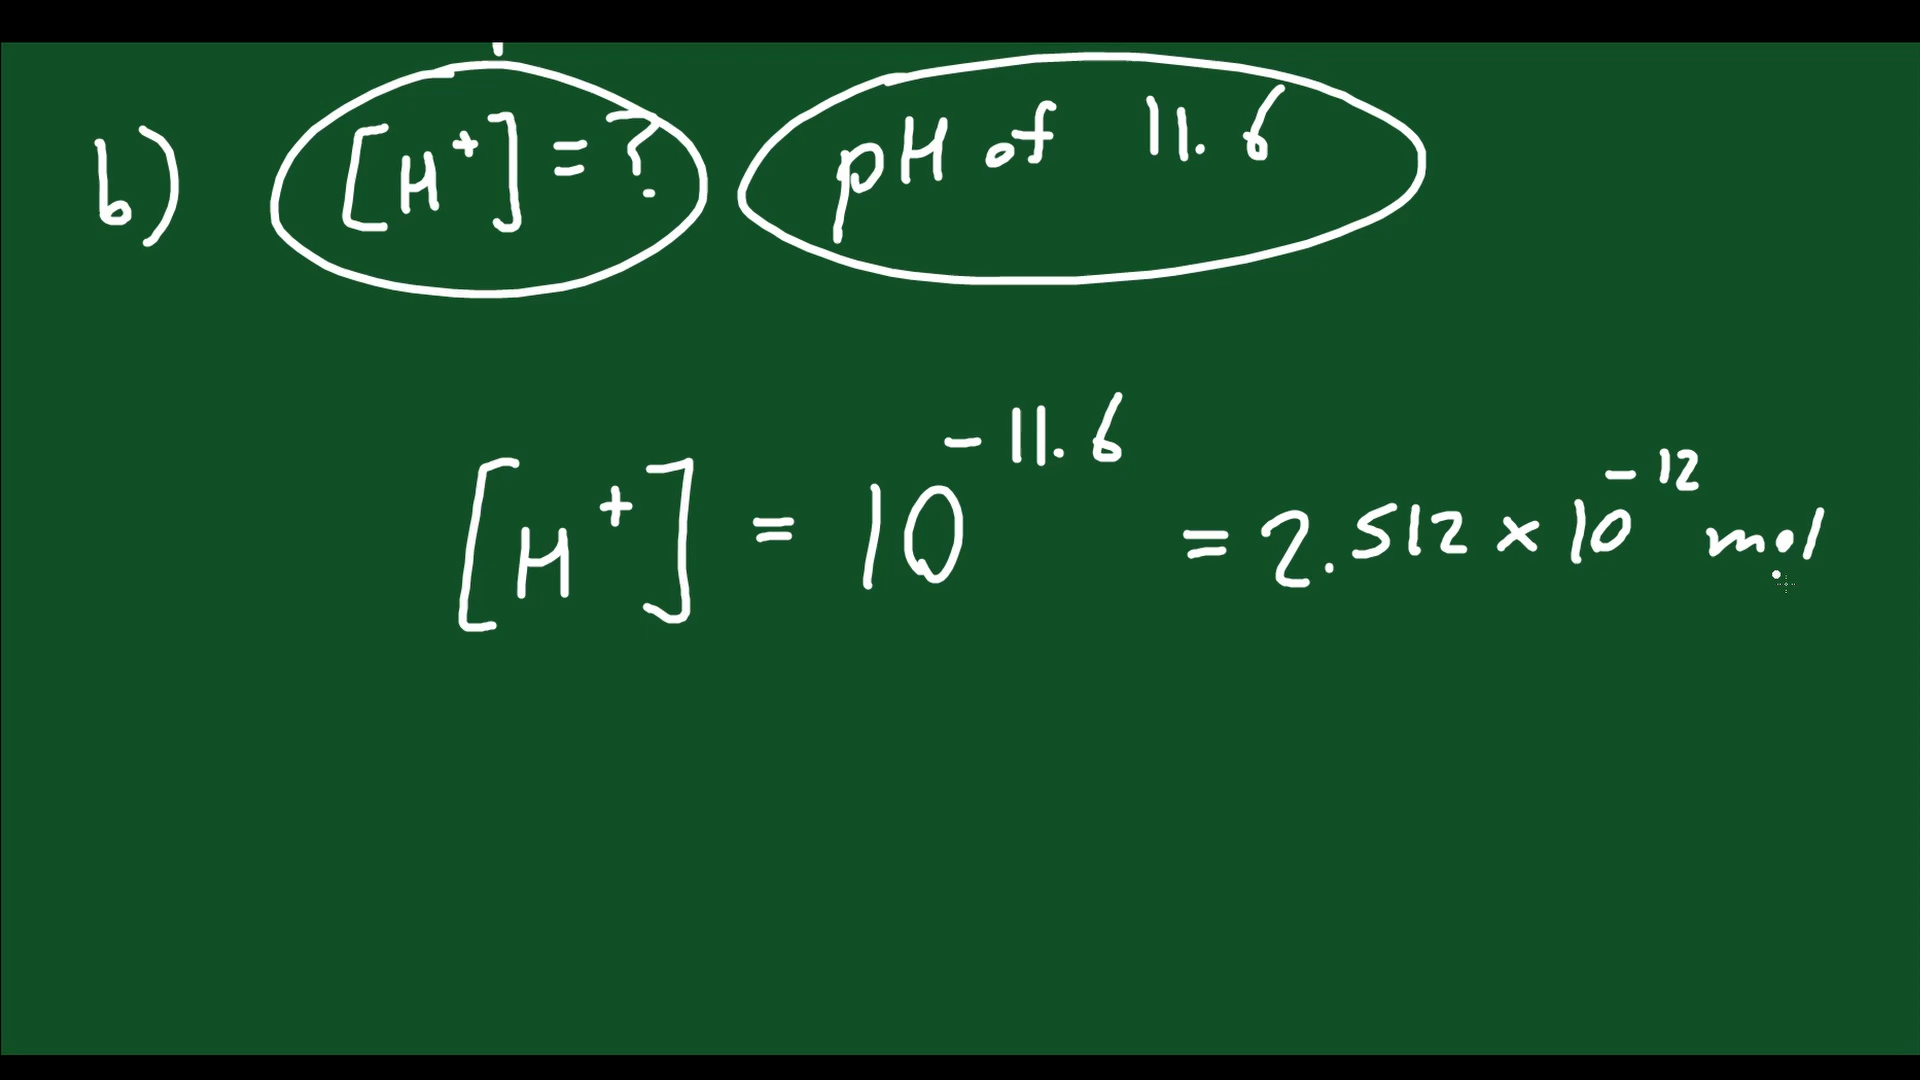 b) [H⁺] = ? pH of 11.6
[H⁺] = 10⁻¹¹·⁶ = 2.512 × 10⁻¹² mol